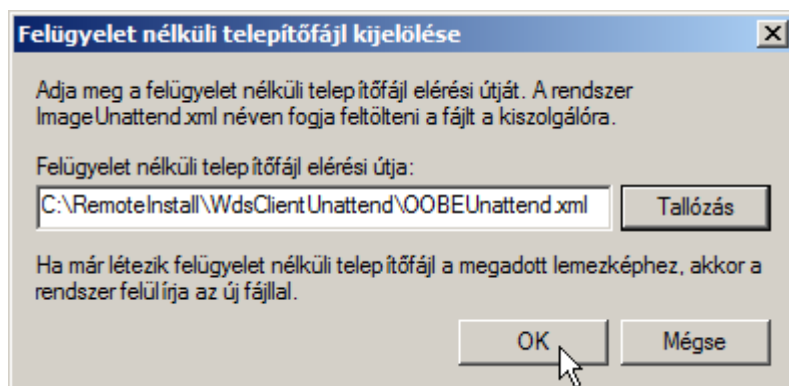 Felügyelet nélküli telepítőfájl kijelölése
Adja meg a felügyelet nélküli telepítőfájl elérési útját. A rendszer
ImageUnattend.xml néven fogja feltölteni a fájlt a kiszolgálóra.
Felügyelet nélküli telepítőfájl elérési útja:
C:\RemoteInstall\WdsClientUnattend\OOBEUnattend.xml
Tallózás
Ha már létezik felügyelet nélküli telepítőfájl a megadott lemezképhez, akkor a
rendszer felülírja az új fájllal.
OK
Mégse